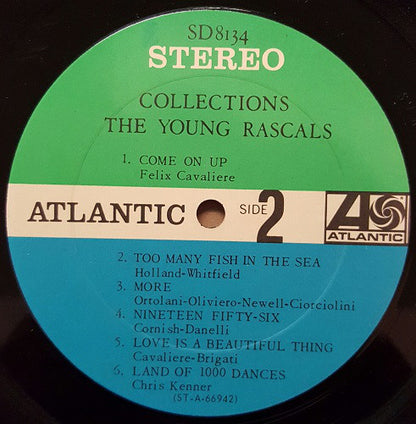 SD 8134
STEREO
COLLECTIONS
THE YOUNG RASCALS
1. COME ON UP
Felix Cavaliere
ATLANTIC SIDE 2
ATLANTIC
2. TOO MANY FISH IN THE SEA
Holland-Whitfield
3. MORE
Ortolani-Oliviero-Newell-Ciorciolini
4. NINETEEN FIFTY-SIX
Cornish-Danelli
5. LOVE IS A BEAUTIFUL THING
Cavaliere-Brigati
6. LAND OF 1000 DANCES
Chris Kenner
(ST-A-66942)